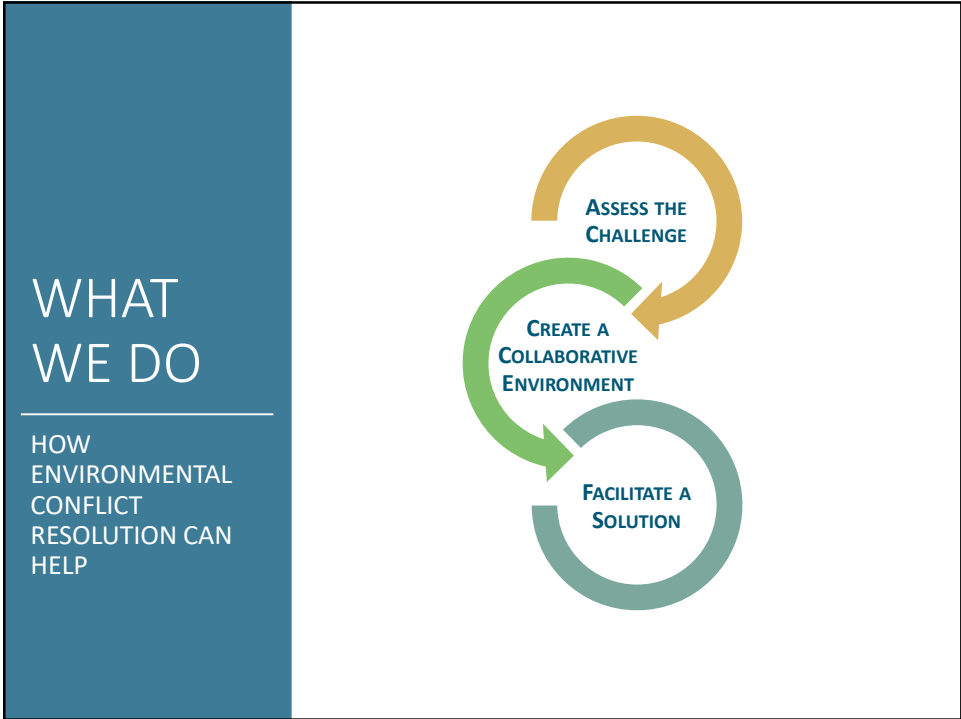 WHAT
WE DO
HOW
ENVIRONMENTAL
CONFLICT
RESOLUTION CAN
HELP
ASSESS THE
CHALLENGE
CREATE A
COLLABORATIVE
ENVIRONMENT
FACILITATE A
SOLUTION